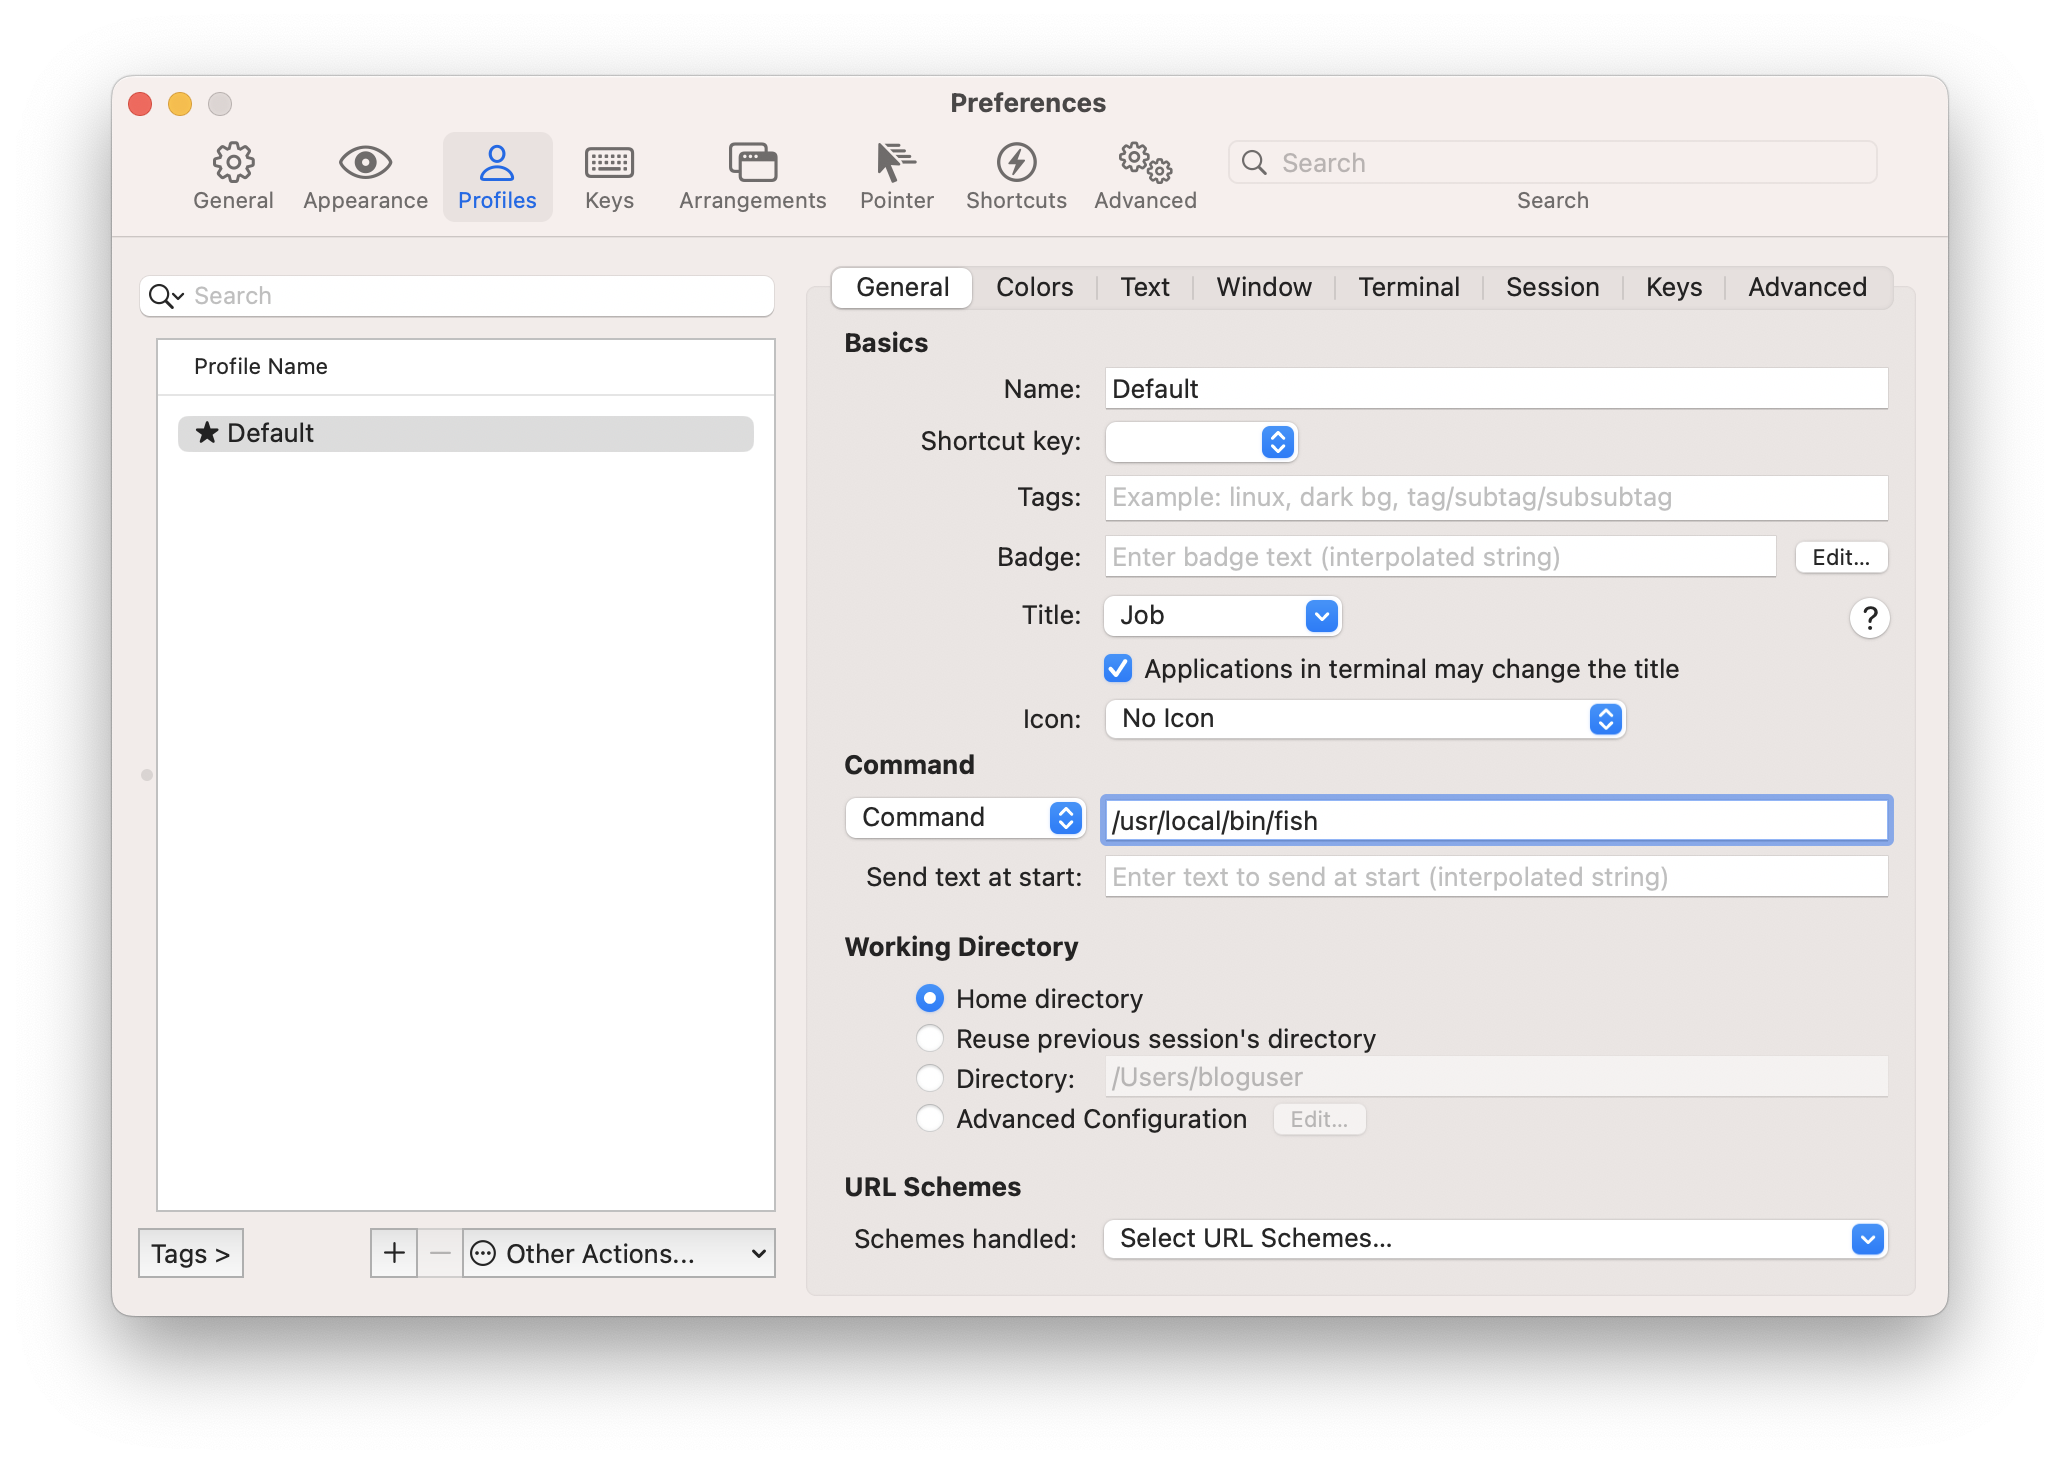 Preferences
General Appearance Profiles Keys Arrangements Pointer Shortcuts Advanced Search
Search
Search
Profile Name
★ Default
Tags >
+ − Other Actions...
General Colors Text Window Terminal Session Keys Advanced
Basics
Name: Default
Shortcut key:
Tags: Example: linux, dark bg, tag/subtag/subsubtag
Badge: Enter badge text (interpolated string) Edit...
Title: Job ?
Applications in terminal may change the title
Icon: No Icon
Command
Command /usr/local/bin/fish
Send text at start: Enter text to send at start (interpolated string)
Working Directory
Home directory
Reuse previous session's directory
Directory: /Users/bloguser
Advanced Configuration Edit...
URL Schemes
Schemes handled: Select URL Schemes...